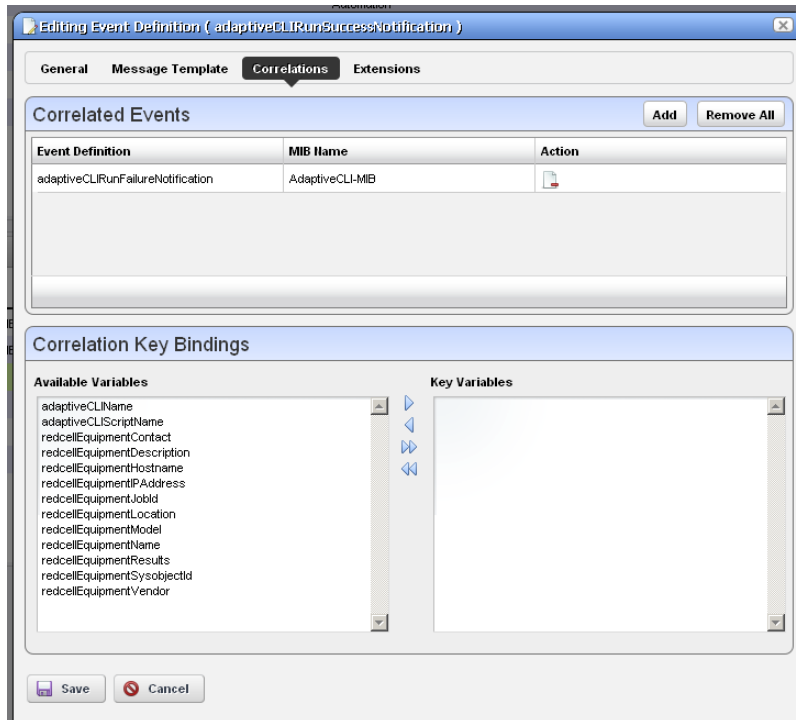 Automation
Editing Event Definition ( adaptiveCLIRunSuccessNotification )
General Message Template Correlations Extensions
Correlated Events Add Remove All
Event Definition MIB Name Action
adaptiveCLIRunFailureNotification AdaptiveCLI-MIB
Correlation Key Bindings
Available Variables Key Variables
adaptiveCLIName
adaptiveCLIScriptName
redcellEquipmentContact
redcellEquipmentDescription
redcellEquipmentHostname
redcellEquipmentIPAddress
redcellEquipmentJobId
redcellEquipmentLocation
redcellEquipmentModel
redcellEquipmentName
redcellEquipmentResults
redcellEquipmentSysobjectId
redcellEquipmentVendor
Save Cancel